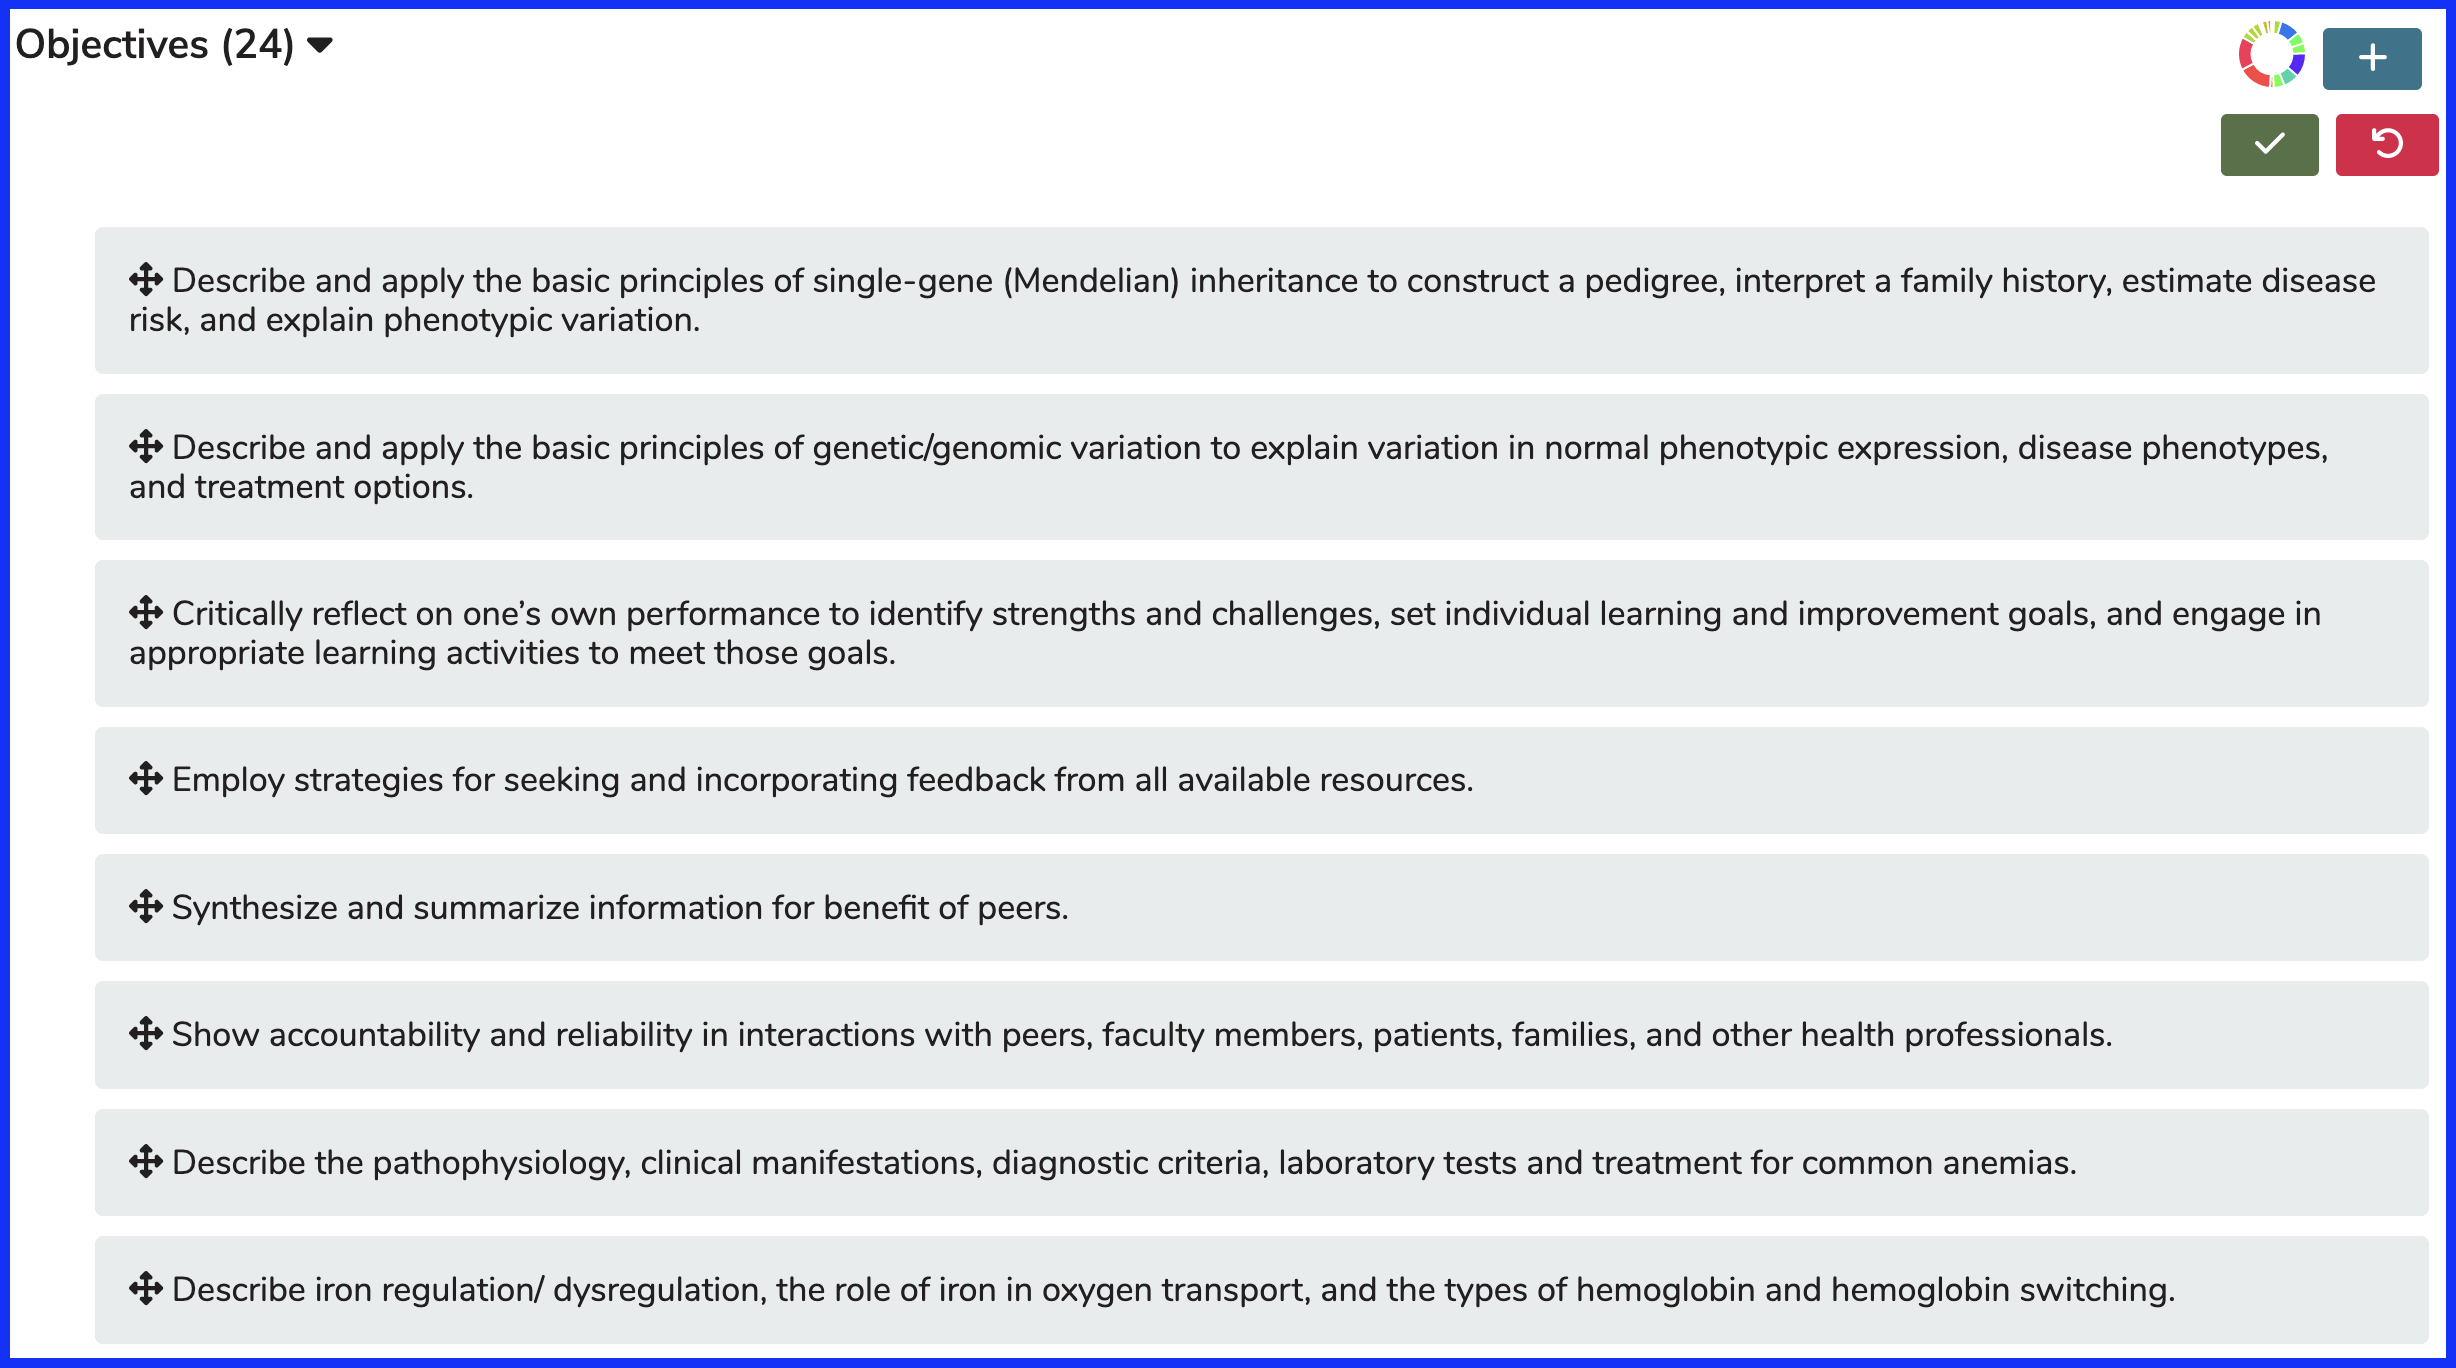 Objectives (24)
Describe and apply the basic principles of single-gene (Mendelian) inheritance to construct a pedigree, interpret a family history, estimate disease
risk, and explain phenotypic variation.
Describe and apply the basic principles of genetic/genomic variation to explain variation in normal phenotypic expression, disease phenotypes,
and treatment options.
Critically reflect on one’s own performance to identify strengths and challenges, set individual learning and improvement goals, and engage in
appropriate learning activities to meet those goals.
Employ strategies for seeking and incorporating feedback from all available resources.
Synthesize and summarize information for benefit of peers.
Show accountability and reliability in interactions with peers, faculty members, patients, families, and other health professionals.
Describe the pathophysiology, clinical manifestations, diagnostic criteria, laboratory tests and treatment for common anemias.
Describe iron regulation/ dysregulation, the role of iron in oxygen transport, and the types of hemoglobin and hemoglobin switching.